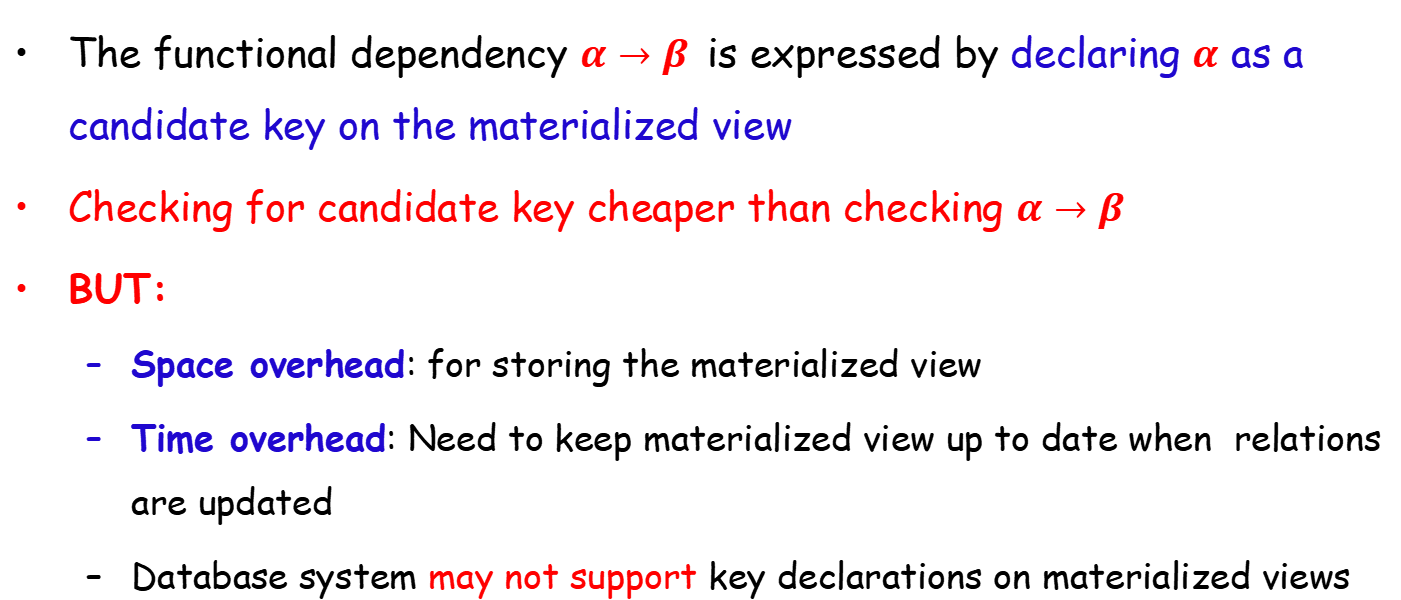 • The functional dependency α → β is expressed by declaring α as a
candidate key on the materialized view
• Checking for candidate key cheaper than checking α → β
• BUT:
– Space overhead: for storing the materialized view
– Time overhead: Need to keep materialized view up to date when relations
are updated
– Database system may not support key declarations on materialized views